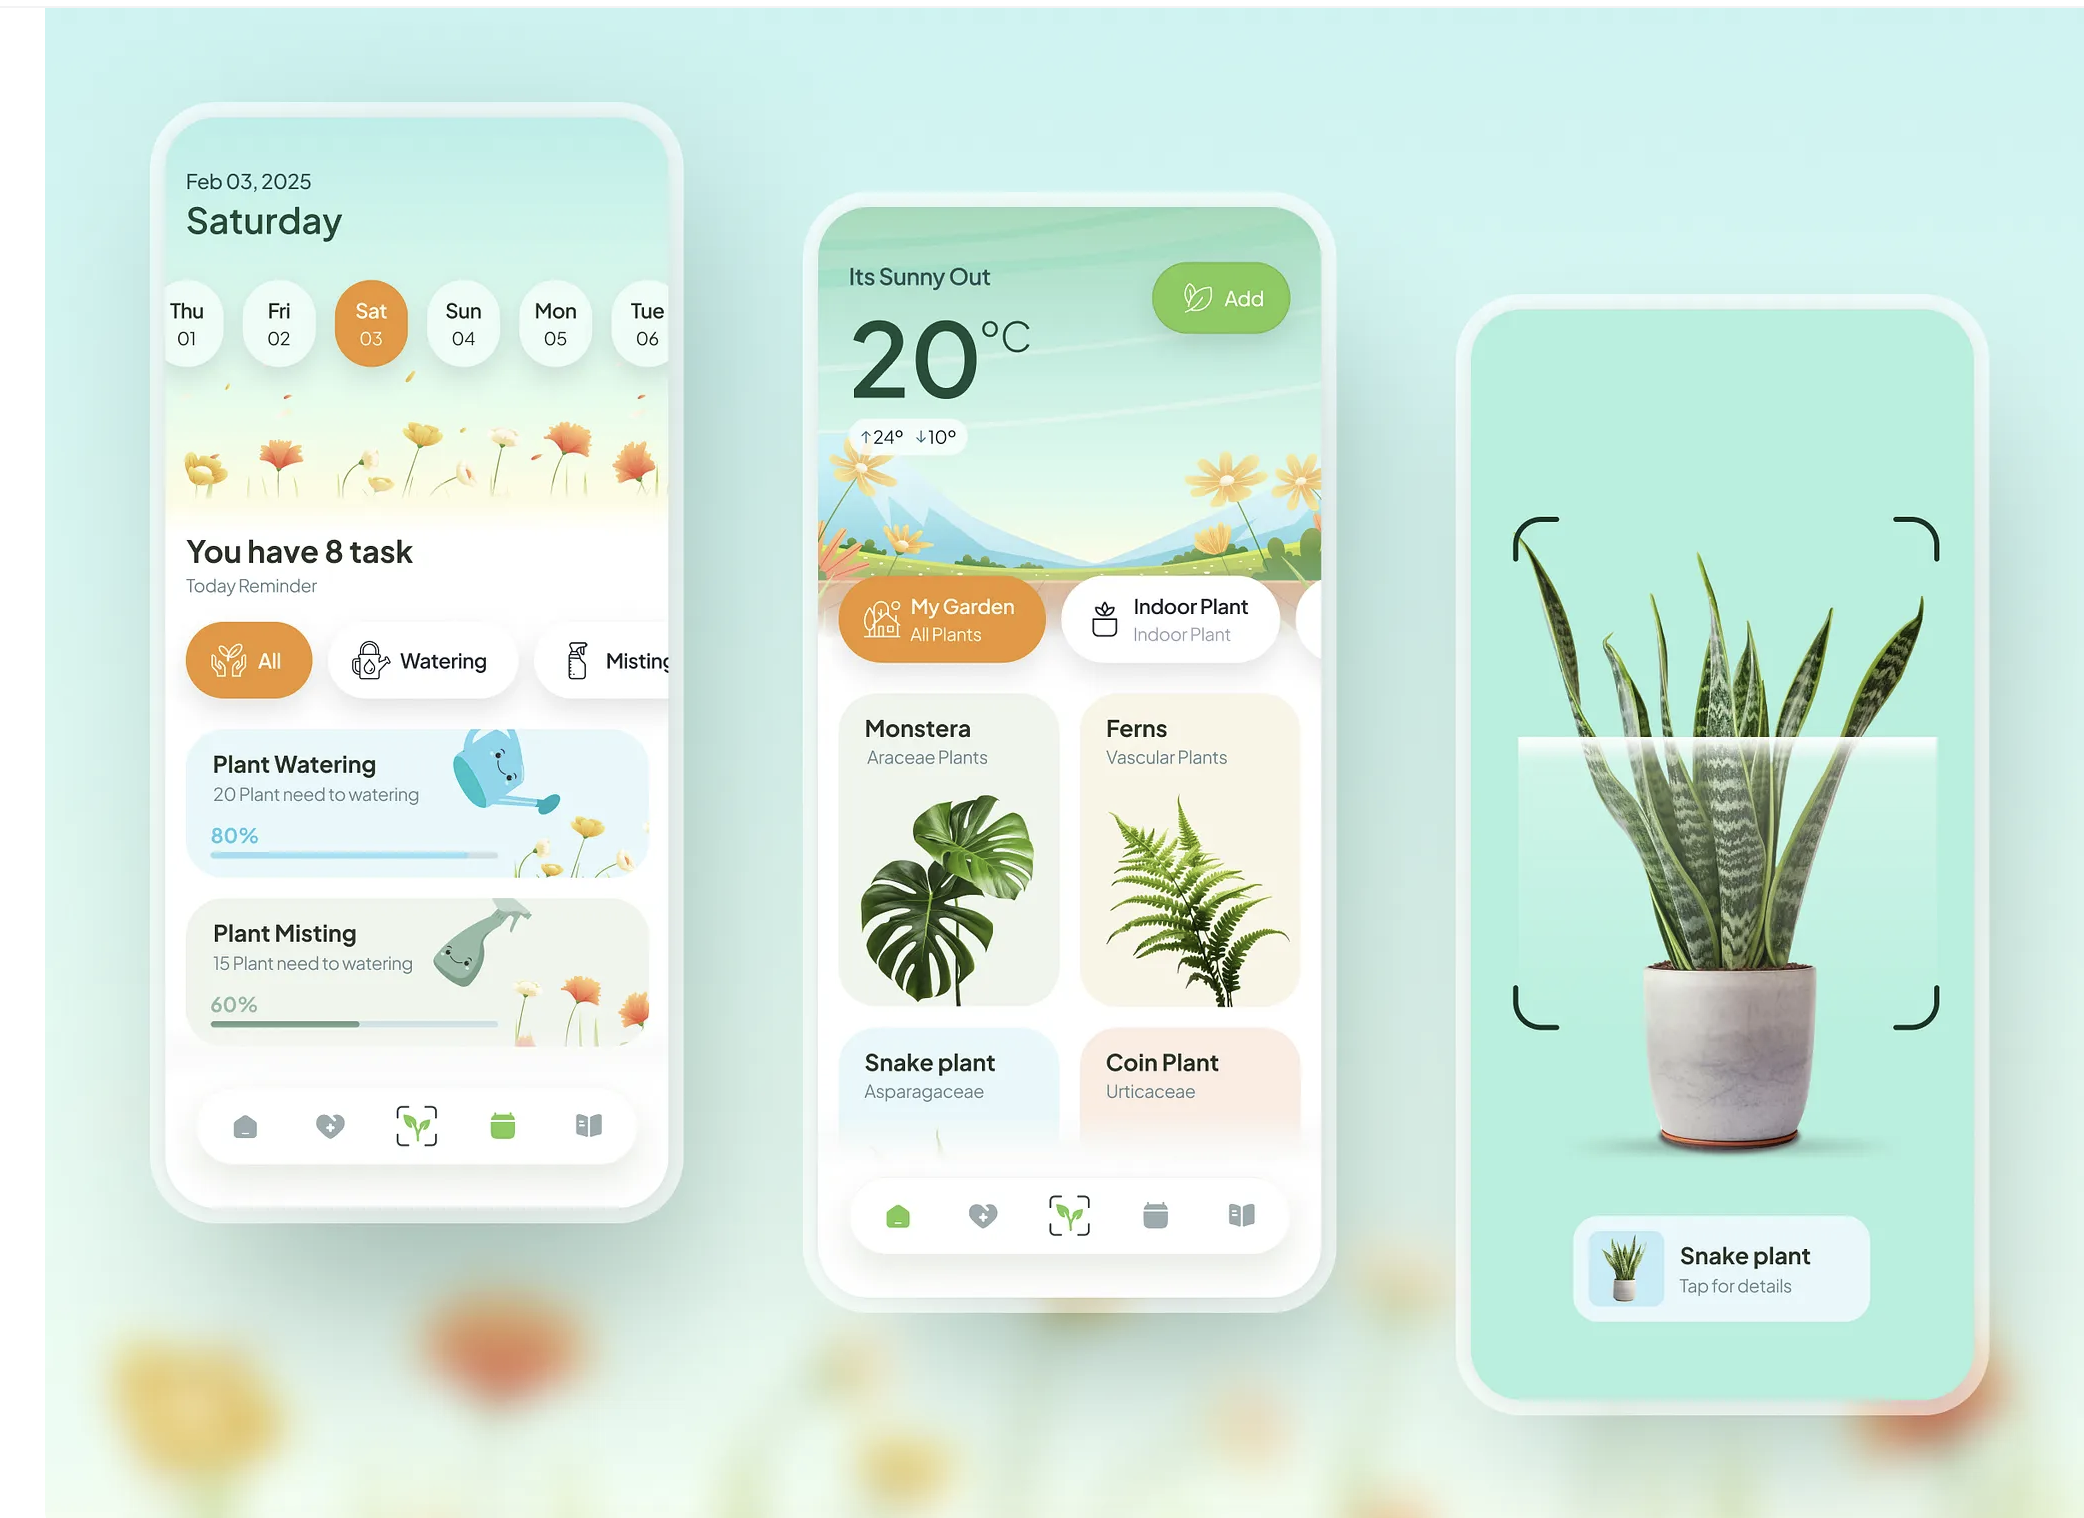 Feb 03, 2025
Saturday
Thu Fri Sat Sun Mon Tue
01 02 03 04 05 06
You have 8 task
Today Reminder
All Watering Misting
Plant Watering
20 Plant need to watering
80%
Plant Misting
15 Plant need to watering
60%
Its Sunny Out
Add
20°C
↑24° ↓10°
My Garden
All Plants
Indoor Plant
Indoor Plant
Monstera
Araceae Plants
Ferns
Vascular Plants
Snake plant
Asparagaceae
Coin Plant
Urticaceae
Snake plant
Tap for details